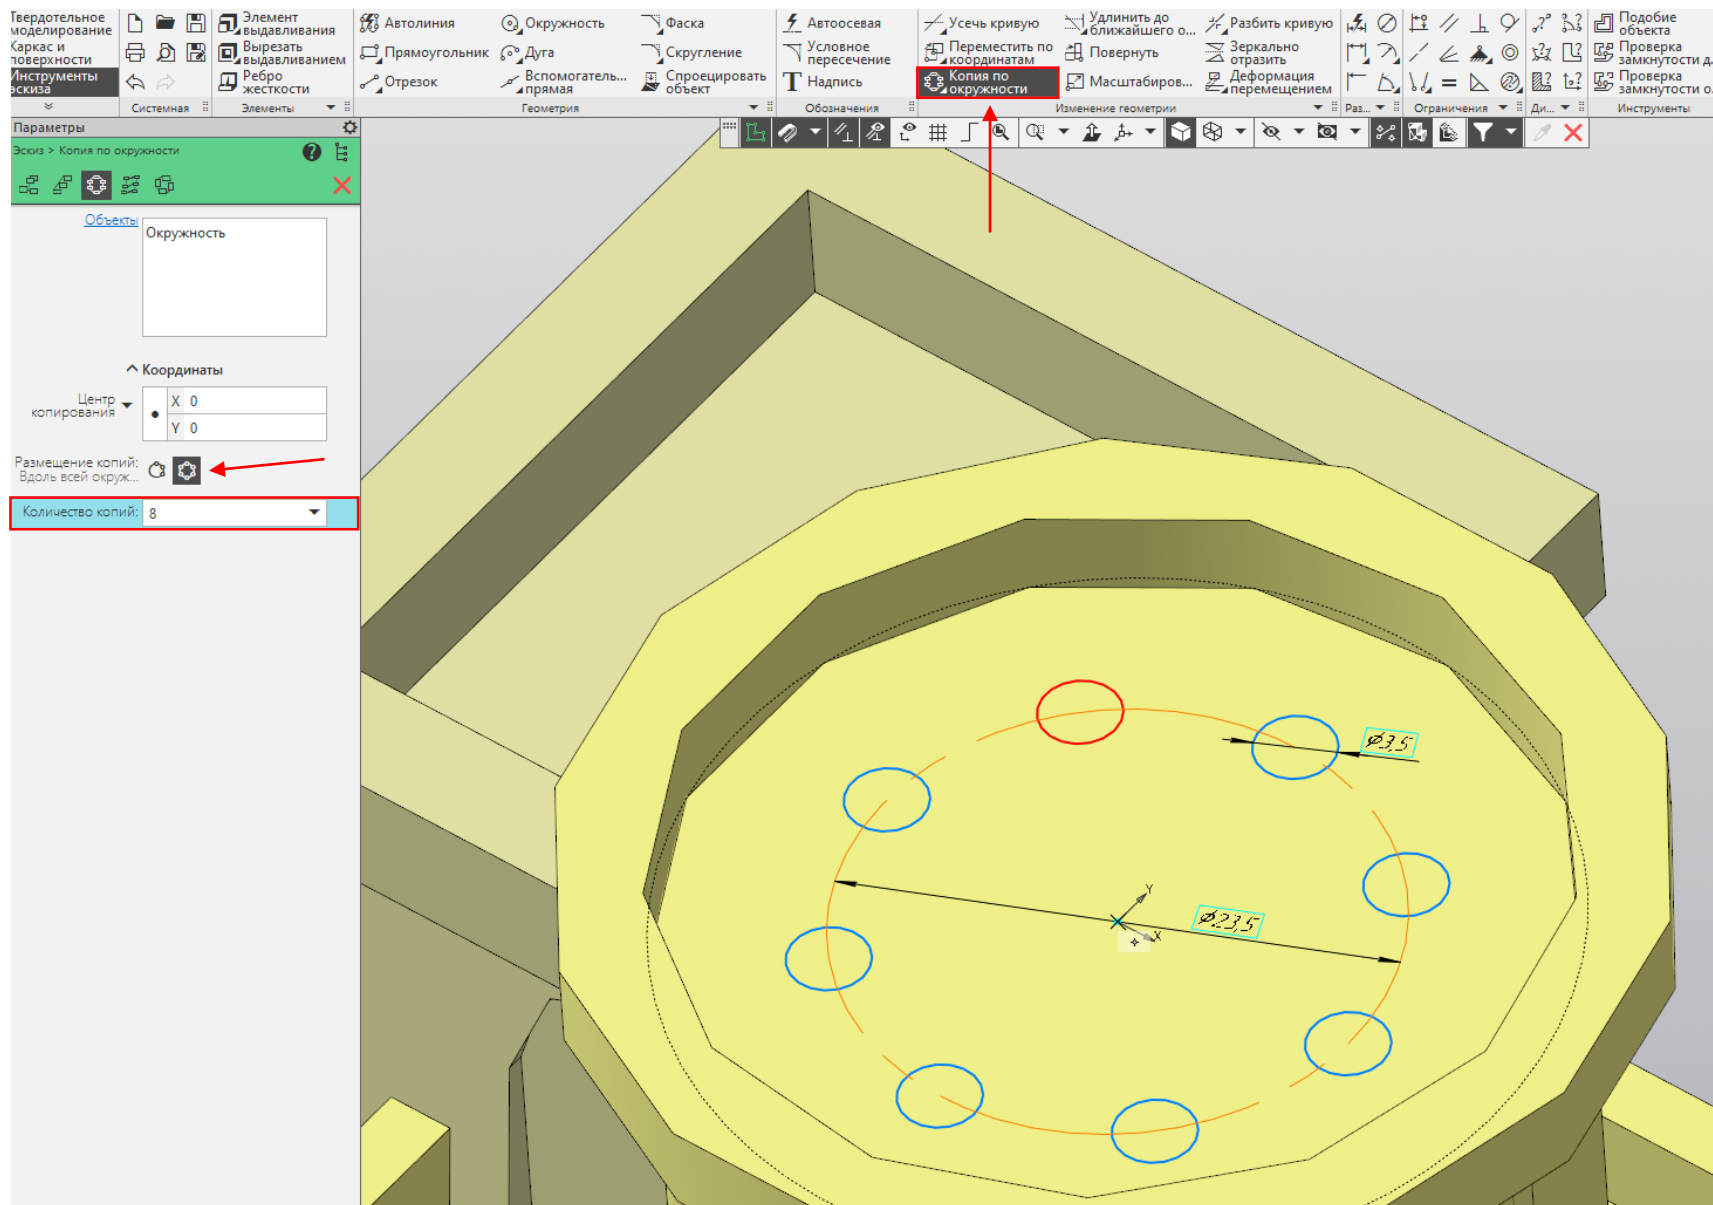 Твердотельное
моделирование
Каркас и
поверхности
Инструменты
эскиза
Системная
Элемент
выдавливания
Вырезать
выдавливанием
Ребро
жесткости
Элементы
Автолиния
Окружность
Фаска
Прямоугольник
Дуга
Скругление
Отрезок
Вспомогатель...
прямая
Спроецировать
объект
Геометрия
Автоосевая
Условное
пересечение
T Надпись
Обозначения
Усечь кривую
Удлинить до
ближайшего о...
Разбить кривую
Переместить по
координатам
Повернуть
Зеркально
отразить
Копия по
окружности
Масштабиров...
Деформация
перемещением
Изменение геометрии
Раз...
Ограничения
Ди...
Подобие
объекта
Проверка
замкнутости д.
Проверка
замкнутости о.
Инструменты
Параметры
Эскиз > Копия по окружности
Объекты
Окружность
Координаты
Центр
копирования
X 0
Y 0
Размещение копий:
Вдоль всей окруж...
Количество копий: 8
⌀3,5
⌀23,5
Y
X